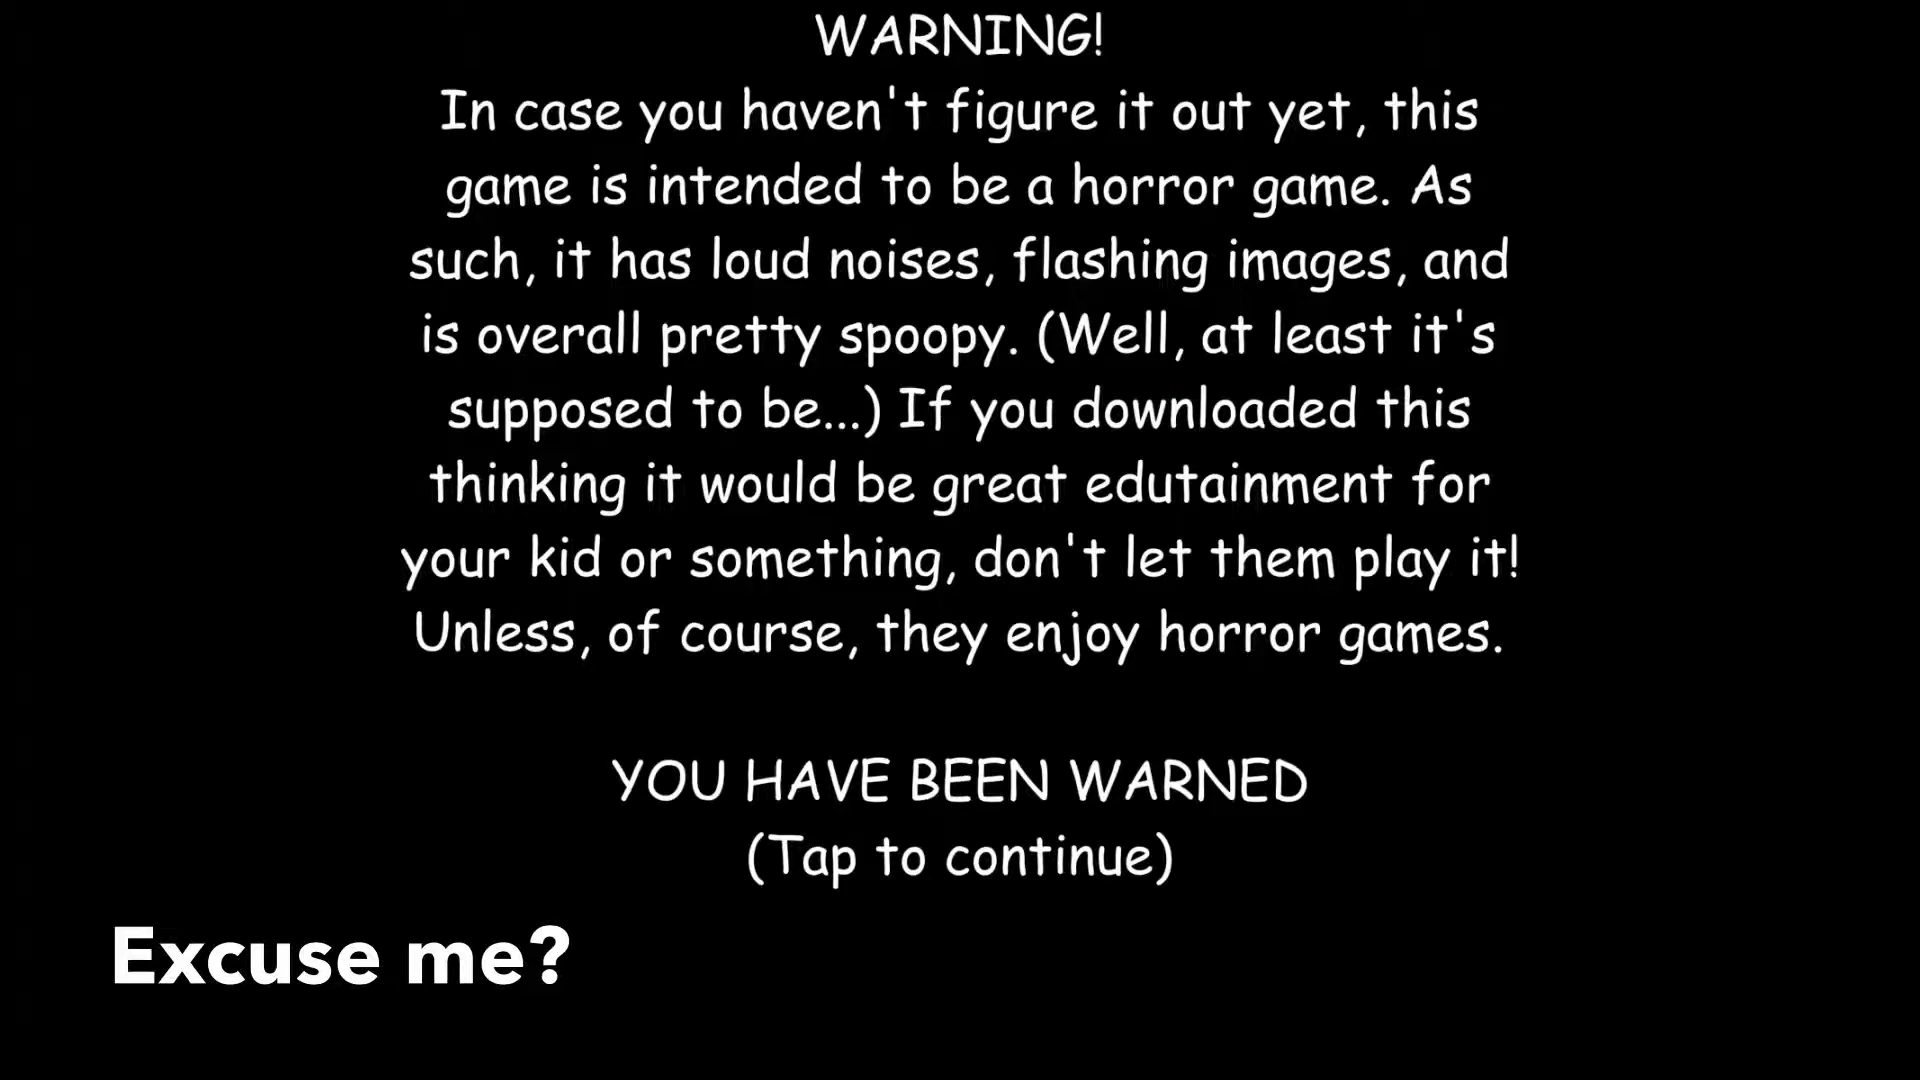 WARNING!
In case you haven't figure it out yet, this
game is intended to be a horror game. As
such, it has loud noises, flashing images, and
is overall pretty spoopy. (Well, at least it's
supposed to be...) If you downloaded this
thinking it would be great edutainment for
your kid or something, don't let them play it!
Unless, of course, they enjoy horror games.
YOU HAVE BEEN WARNED
(Tap to continue)
Excuse me?